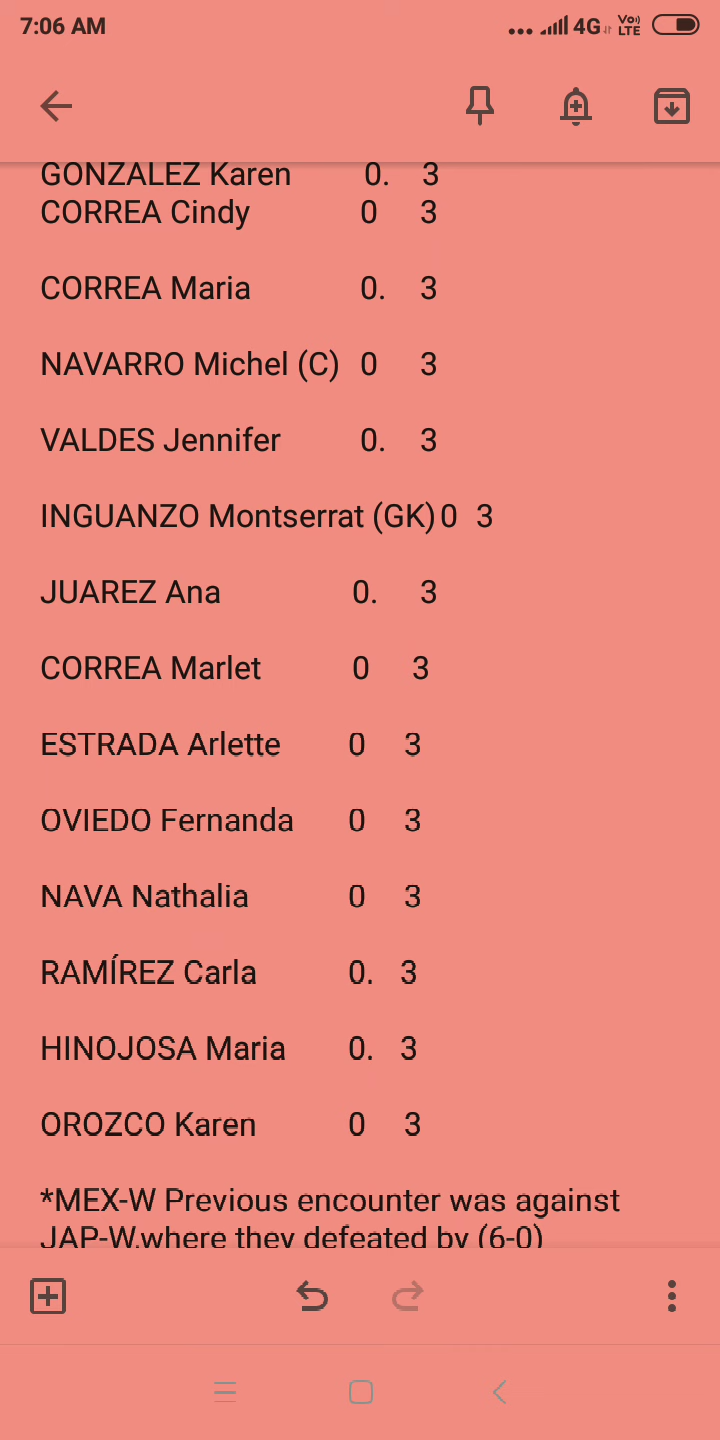 7:06 AM
4G Vo) LTE
GONZALEZ Karen 0. 3
CORREA Cindy 0 3
CORREA Maria 0. 3
NAVARRO Michel (C) 0 3
VALDES Jennifer 0. 3
INGUANZO Montserrat (GK) 0 3
JUAREZ Ana 0. 3
CORREA Marlet 0 3
ESTRADA Arlette 0 3
OVIEDO Fernanda 0 3
NAVA Nathalia 0 3
RAMÍREZ Carla 0. 3
HINOJOSA Maria 0. 3
OROZCO Karen 0 3
*MEX-W Previous encounter was against
JAP-W.where they defeated by (6-0)